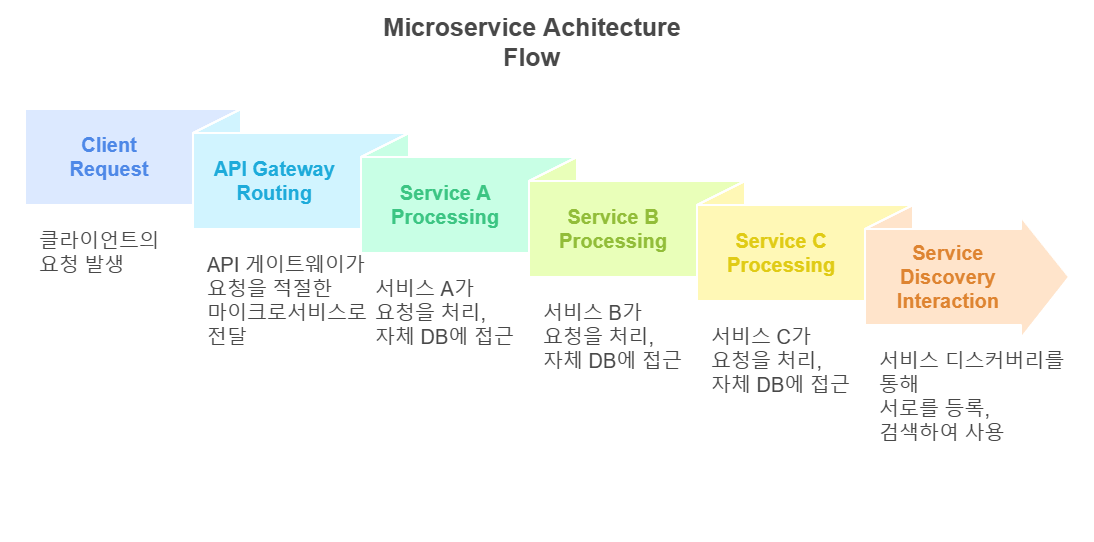 Microservice Achitecture
Flow
Client
Request
클라이언트의
요청 발생
API Gateway
Routing
API 게이트웨이가
요청을 적절한
마이크로서비스로
전달
Service A
Processing
서비스 A가
요청을 처리,
자체 DB에 접근
Service B
Processing
서비스 B가
요청을 처리,
자체 DB에 접근
Service C
Processing
서비스 C가
요청을 처리,
자체 DB에 접근
Service
Discovery
Interaction
서비스 디스커버리를
통해
서로를 등록,
검색하여 사용